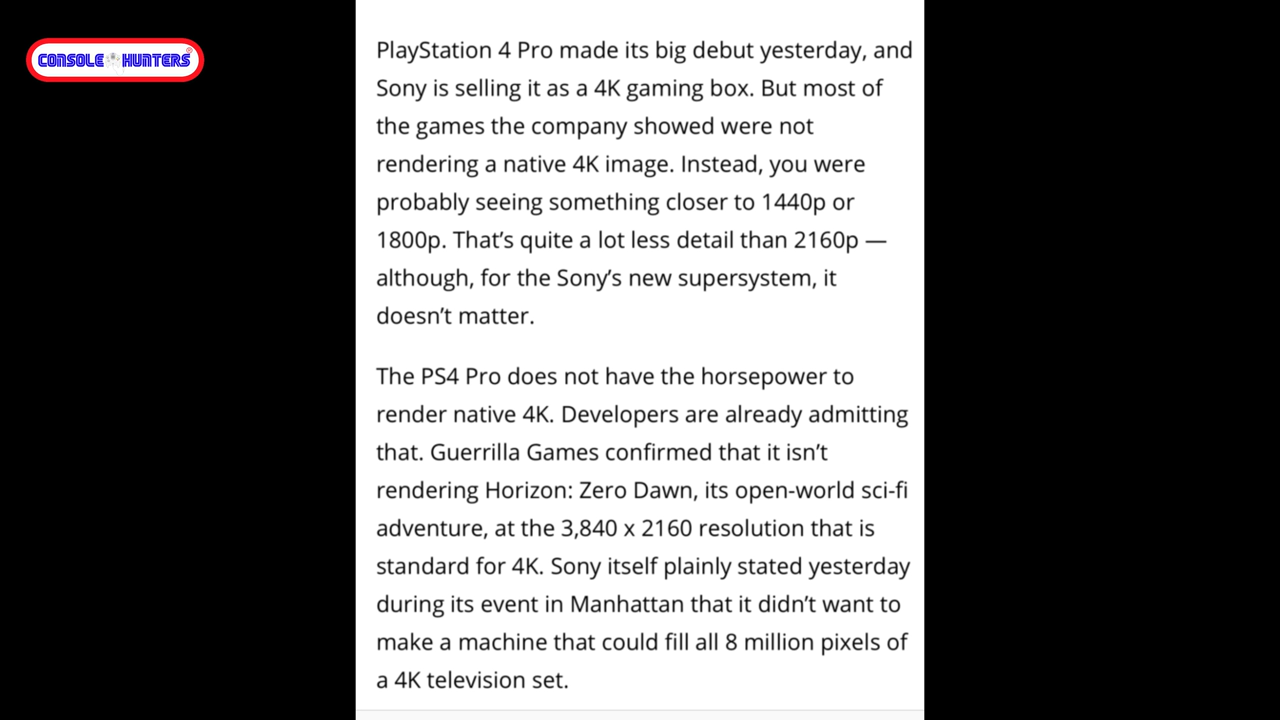 CONSOLE HUNTERS
PlayStation 4 Pro made its big debut yesterday, and
Sony is selling it as a 4K gaming box. But most of
the games the company showed were not
rendering a native 4K image. Instead, you were
probably seeing something closer to 1440p or
1800p. That’s quite a lot less detail than 2160p —
although, for the Sony’s new supersystem, it
doesn’t matter.
The PS4 Pro does not have the horsepower to
render native 4K. Developers are already admitting
that. Guerrilla Games confirmed that it isn’t
rendering Horizon: Zero Dawn, its open-world sci-fi
adventure, at the 3,840 x 2160 resolution that is
standard for 4K. Sony itself plainly stated yesterday
during its event in Manhattan that it didn’t want to
make a machine that could fill all 8 million pixels of
a 4K television set.